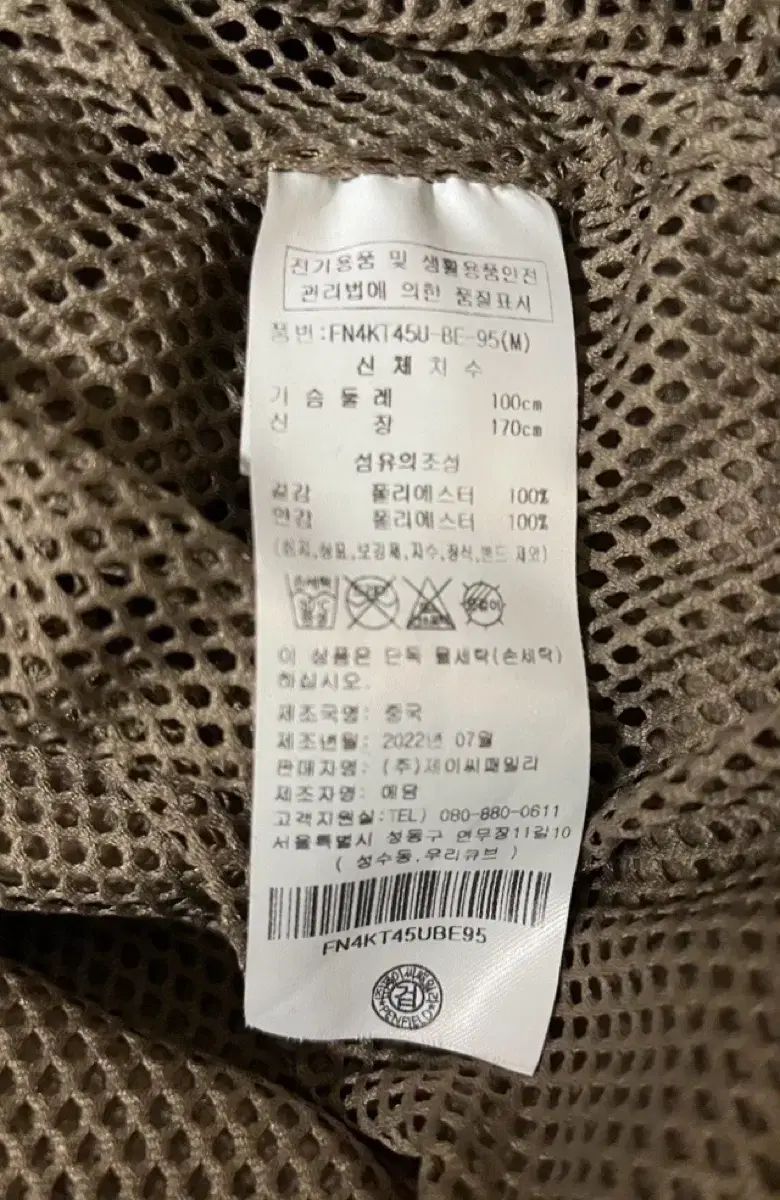 전기용품 및 생활용품안전
관리법에 의한 품질표시
품번:FN4KT45U-BE-95(M)
신체치수
기슴둘레 100cm
신장 170cm
섬유의조성
겉감 폴리에스터 100%
안감 폴리에스터 100%
손세탁
이 상품은 단독 물세탁(손세탁)
하십시오.
제조국명: 중국
제조년월: 2022년 07월
판매자명: (주)제이씨패밀리
제조자명: 예담
고객지원실:TEL) 080-880-0611
서울특별시 성동구 연무장11길10
( 성수동,우리큐브 )
FN4KT45UBE95
검
PENFIELD